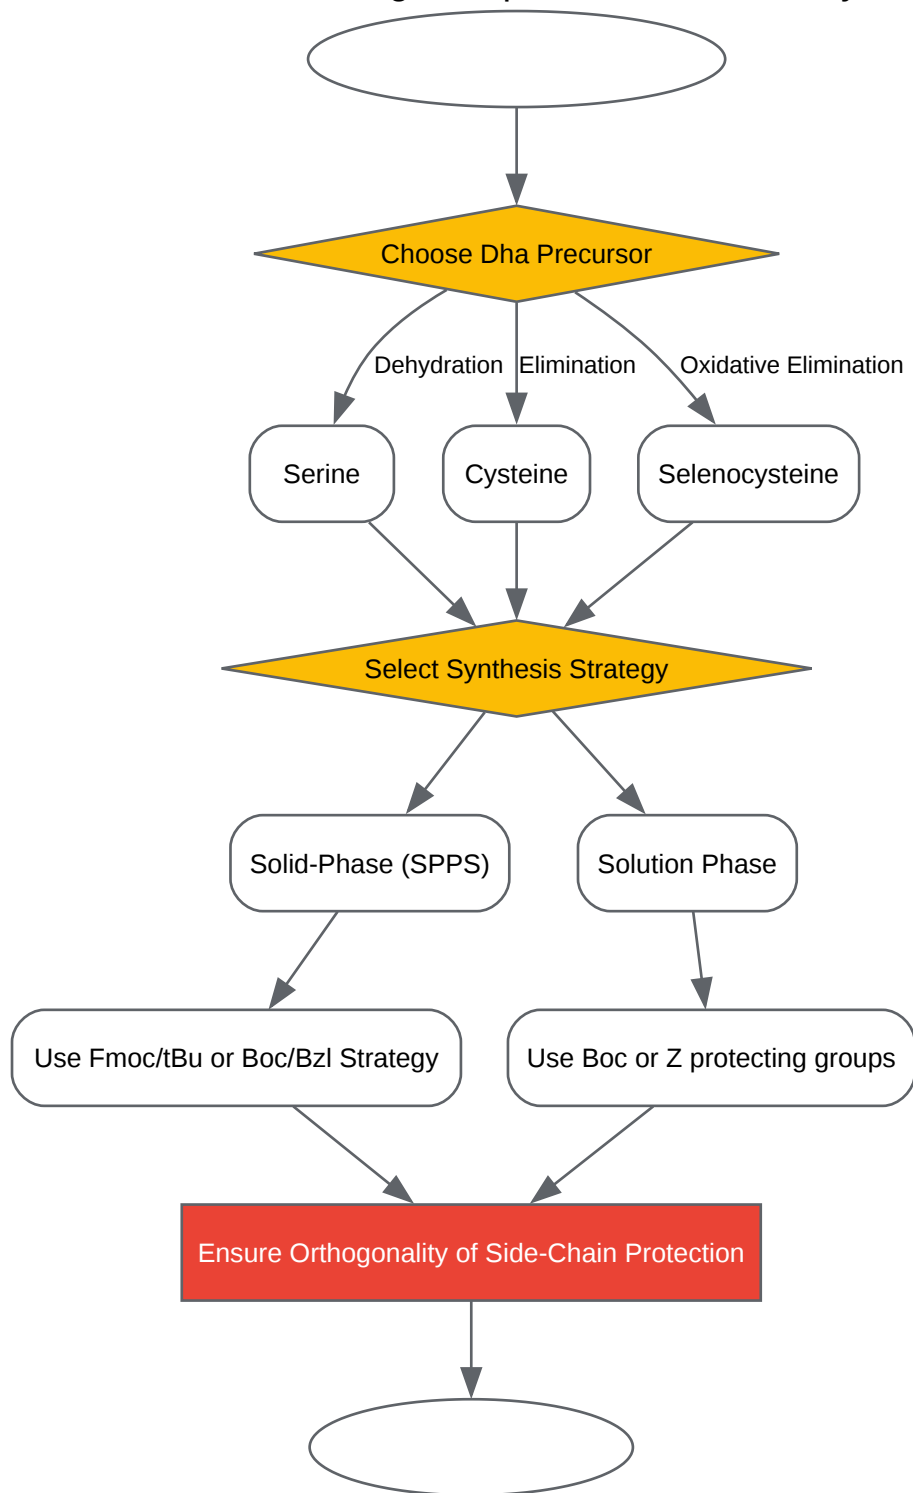 Choose Dha Precursor
Dehydration
Elimination
Oxidative Elimination
Serine
Cysteine
Selenocysteine
Select Synthesis Strategy
Solid-Phase (SPPS)
Solution Phase
Use Fmoc/tBu or Boc/Bzl Strategy
Use Boc or Z protecting groups
Ensure Orthogonality of Side-Chain Protection